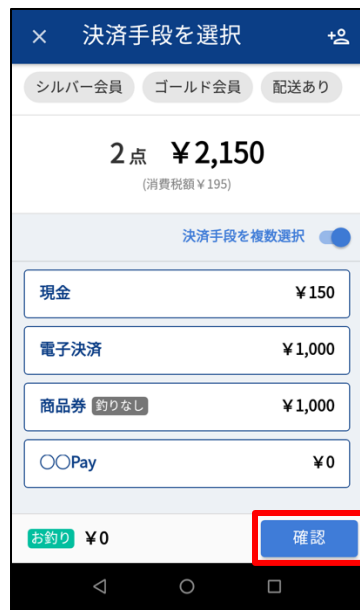 × 決済手段を選択
シルバー会員 ゴールド会員 配送あり
2点 ¥2,150
(消費税額¥195)
決済手段を複数選択
現金 ¥150
電子決済 ¥1,000
商品券 釣りなし ¥1,000
〇〇Pay ¥0
お釣り ¥0 確認